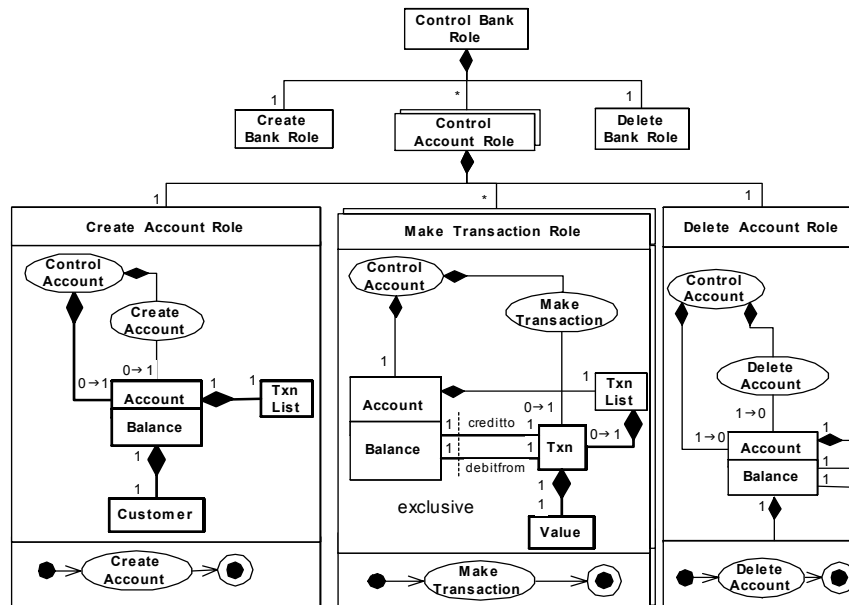 Control Bank
Role
1
*
1
Create
Bank Role
Control
Account Role
Delete
Bank Role
1
*
1
Create Account Role
Control
Account
Create
Account
0→1
0→1
Account
Balance
1
1
Txn
List
1
1
Customer
Create
Account
Make Transaction Role
Control
Account
Make
Transaction
1
Account
Balance
1
Txn
List
0→1
0→1
1
creditto
1
1
debitfrom
1
Txn
exclusive
1
1
Value
Make
Transaction
Delete Account Role
Control
Account
Delete
Account
1→0
1→0
Account
Balance
1
1
1
1
Delete
Account